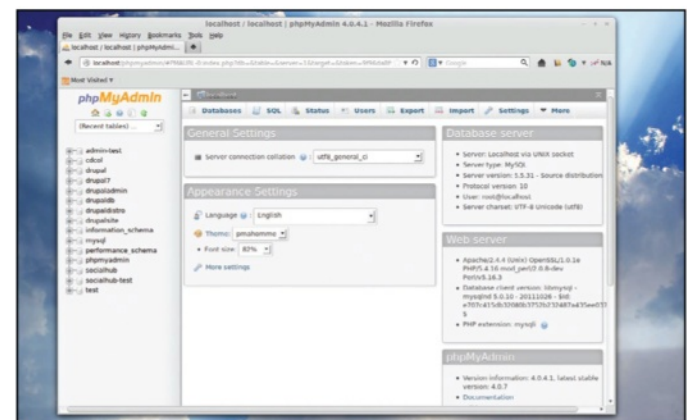 localhost / localhost | phpMyAdmin 4.0.4.1 - Mozilla Firefox
File Edit View History Bookmarks Tools Help
localhost / localhost | phpMyAdmi...
Google
Most Visited ▾
phpMyAdmin
(Recent tables) ...
admin-test
cdcol
drupal
drupal7
drupaladmin
drupaldb
drupaldistro
drupalsite
information_schema
mysql
performance_schema
phpmyadmin
socialhub
socialhub-test
test
localhost
Databases SQL Status Users Export Import Settings More
General Settings
Server connection collation : utf8_general_ci
Appearance Settings
Language : English
Theme: pmahomme
• Font size: 82%
More settings
Database server
• Server: Localhost via UNIX socket
• Server type: MySQL
• Server version: 5.5.31 - Source distribution
• Protocol version: 10
• User: root@localhost
• Server charset: UTF-8 Unicode (utf8)
Web server
• Apache/2.4.4 (Unix) OpenSSL/1.0.1e
PHP/5.4.16 mod_perl/2.0.8-dev
Perl/v5.16.3
• Database client version: libmysql -
mysqlnd 5.0.10 - 20111026 - $Id:
$
• PHP extension: mysqli
phpMyAdmin
• Version information: 4.0.4.1, latest stable
version: 4.0.7
• Documentation